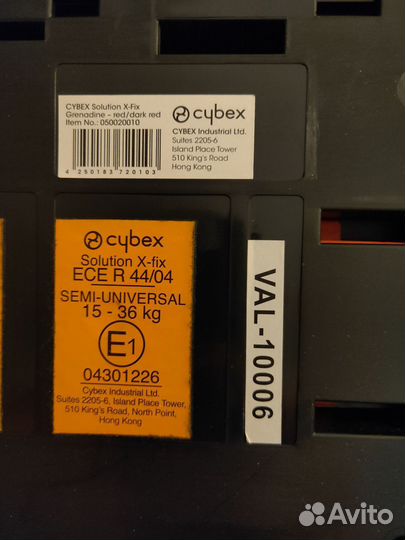 CYBEX Solution X-Fix
Grenadine – red/dark red
Item No.: 050020010
4 250183 720103
cybex
CYBEX Industrial Ltd.
Suites 2205-6
Island Place Tower
510 King's Road
Hong Kong
cybex
Solution X-fix
ECE R 44/04
SEMI-UNIVERSAL
15 - 36 kg
E1
04301226
Cybex Industrial Ltd.
Suites 2205-6, Island Place Tower,
510 King's Road, North Point,
Hong Kong
VAL-10006
Avito